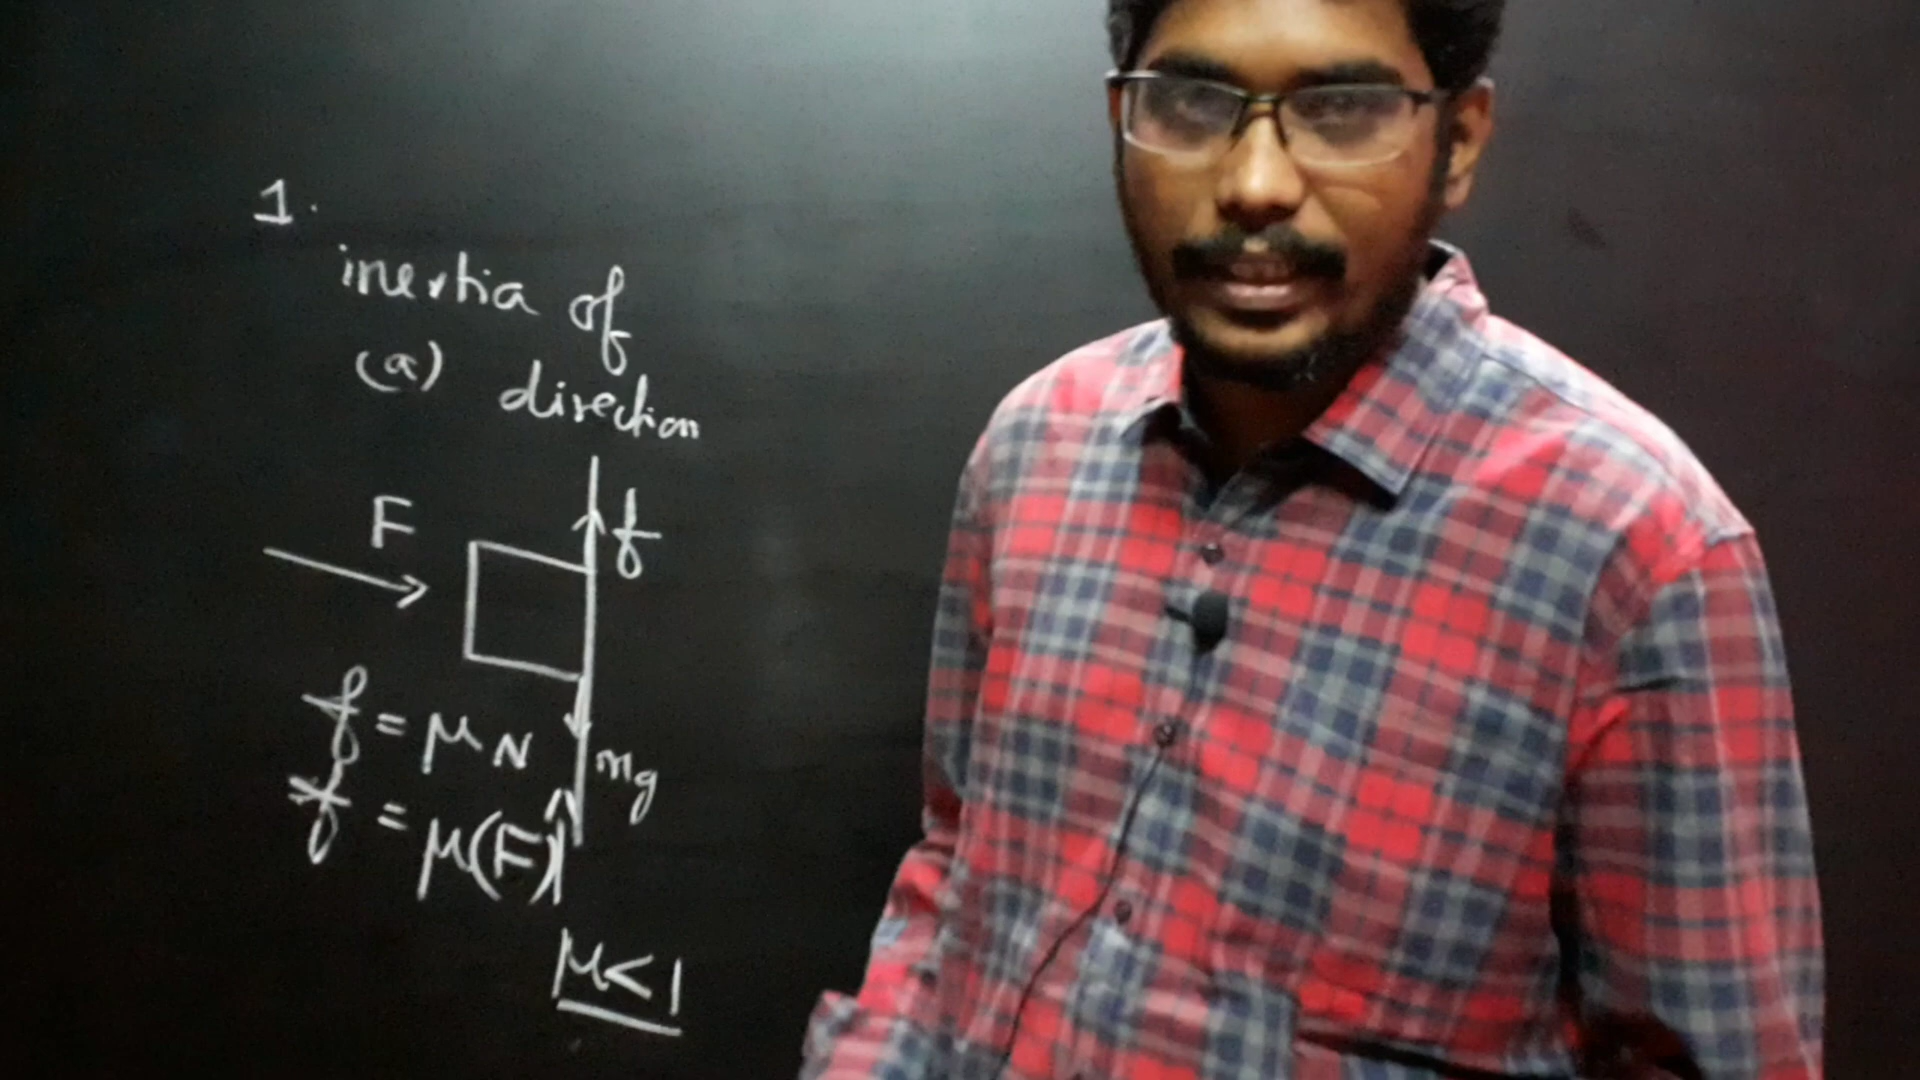 1.
inertia of
(a) direction
F
f
f = μN
mg
f = μ(F)
μ<1